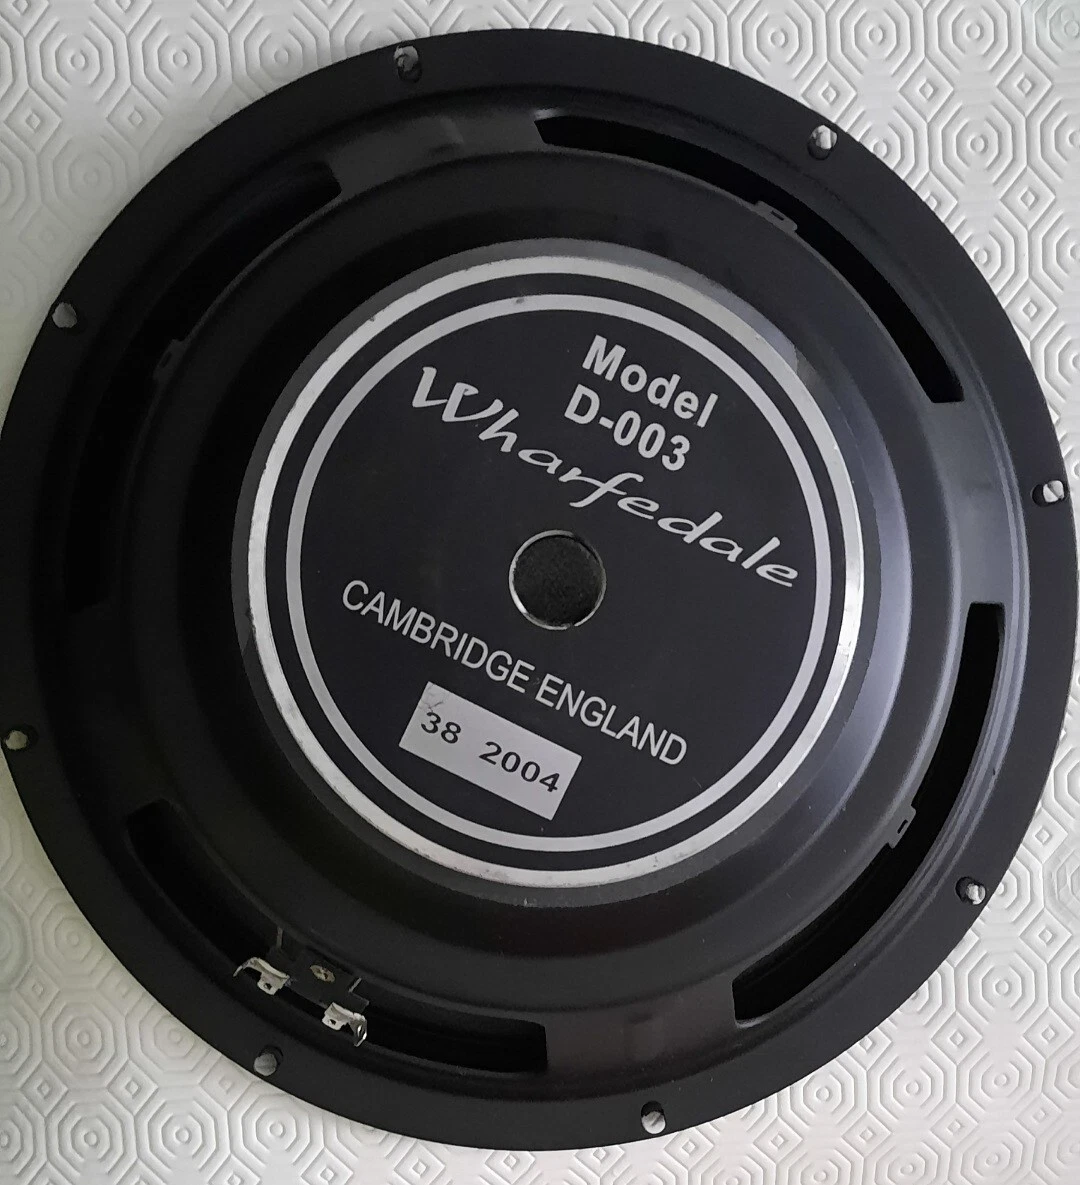 Model
D-003
Wharfedale
CAMBRIDGE ENGLAND
38 2004